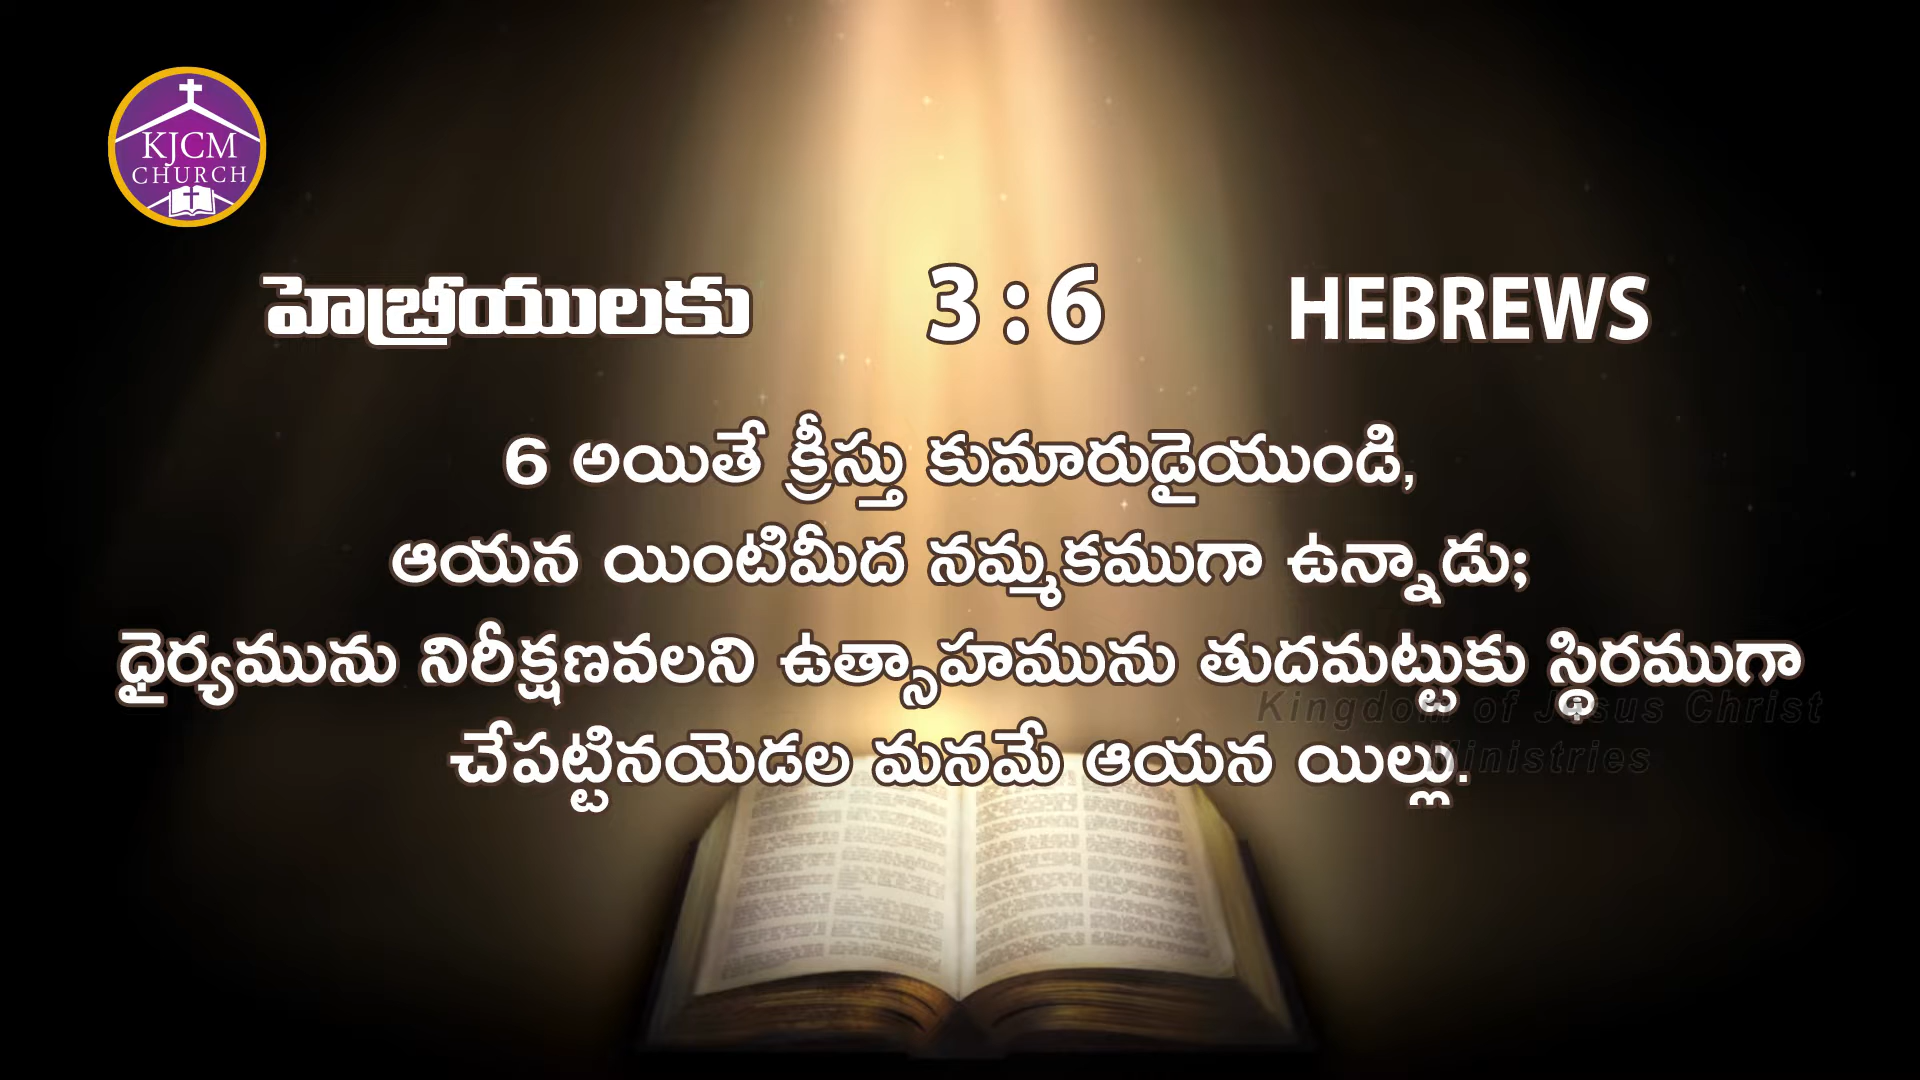 KJCM
CHURCH
హెబ్రీయులకు 3 : 6 HEBREWS
6 అయితే క్రీస్తు కుమారుడైయుండి,
ఆయన యింటిమీద నమ్మకముగా ఉన్నాడు;
ధైర్యమును నిరీక్షణవలని ఉత్సాహమును తుదమట్టుకు స్థిరముగా
Kingdom of Jesus Christ
చేపట్టినయెడల మనమే ఆయన యిల్లు.
Ministries